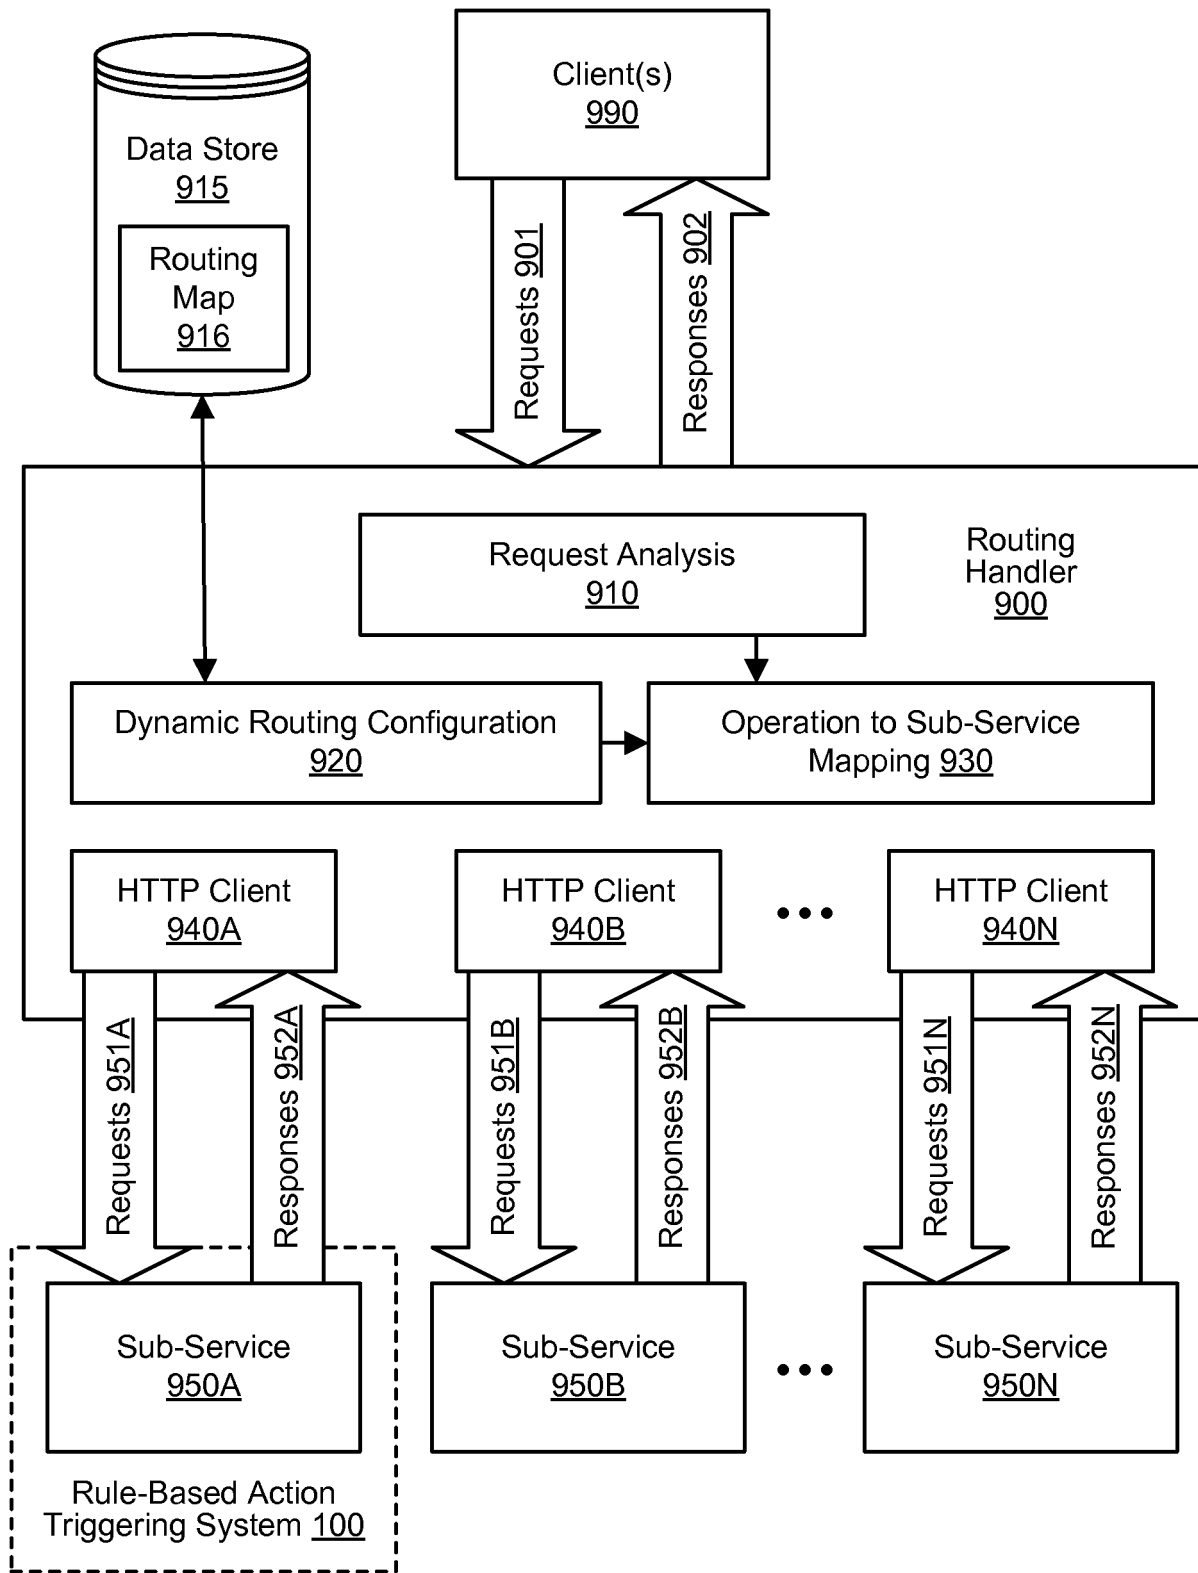 Client(s)
990
Data Store
915
Routing
Map
916
Requests 901
Responses 902
Routing
Handler
900
Request Analysis
910
Dynamic Routing Configuration
920
Operation to Sub-Service
Mapping 930
HTTP Client
940A
HTTP Client
940B
HTTP Client
940N
Requests 951A
Responses 952A
Requests 951B
Responses 952B
Requests 951N
Responses 952N
Sub-Service
950A
Sub-Service
950B
Sub-Service
950N
Rule-Based Action
Triggering System 100